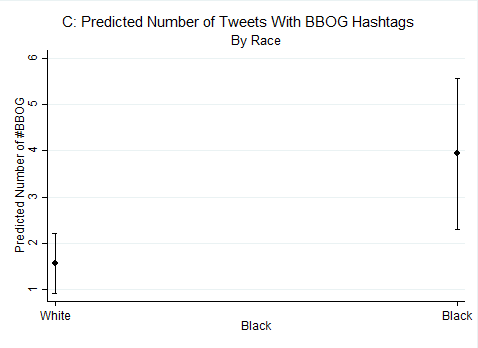 C: Predicted Number of Tweets With BBOG Hashtags
By Race
Predicted Number of #BBOG
6
5
4
3
2
1
White
Black
Black